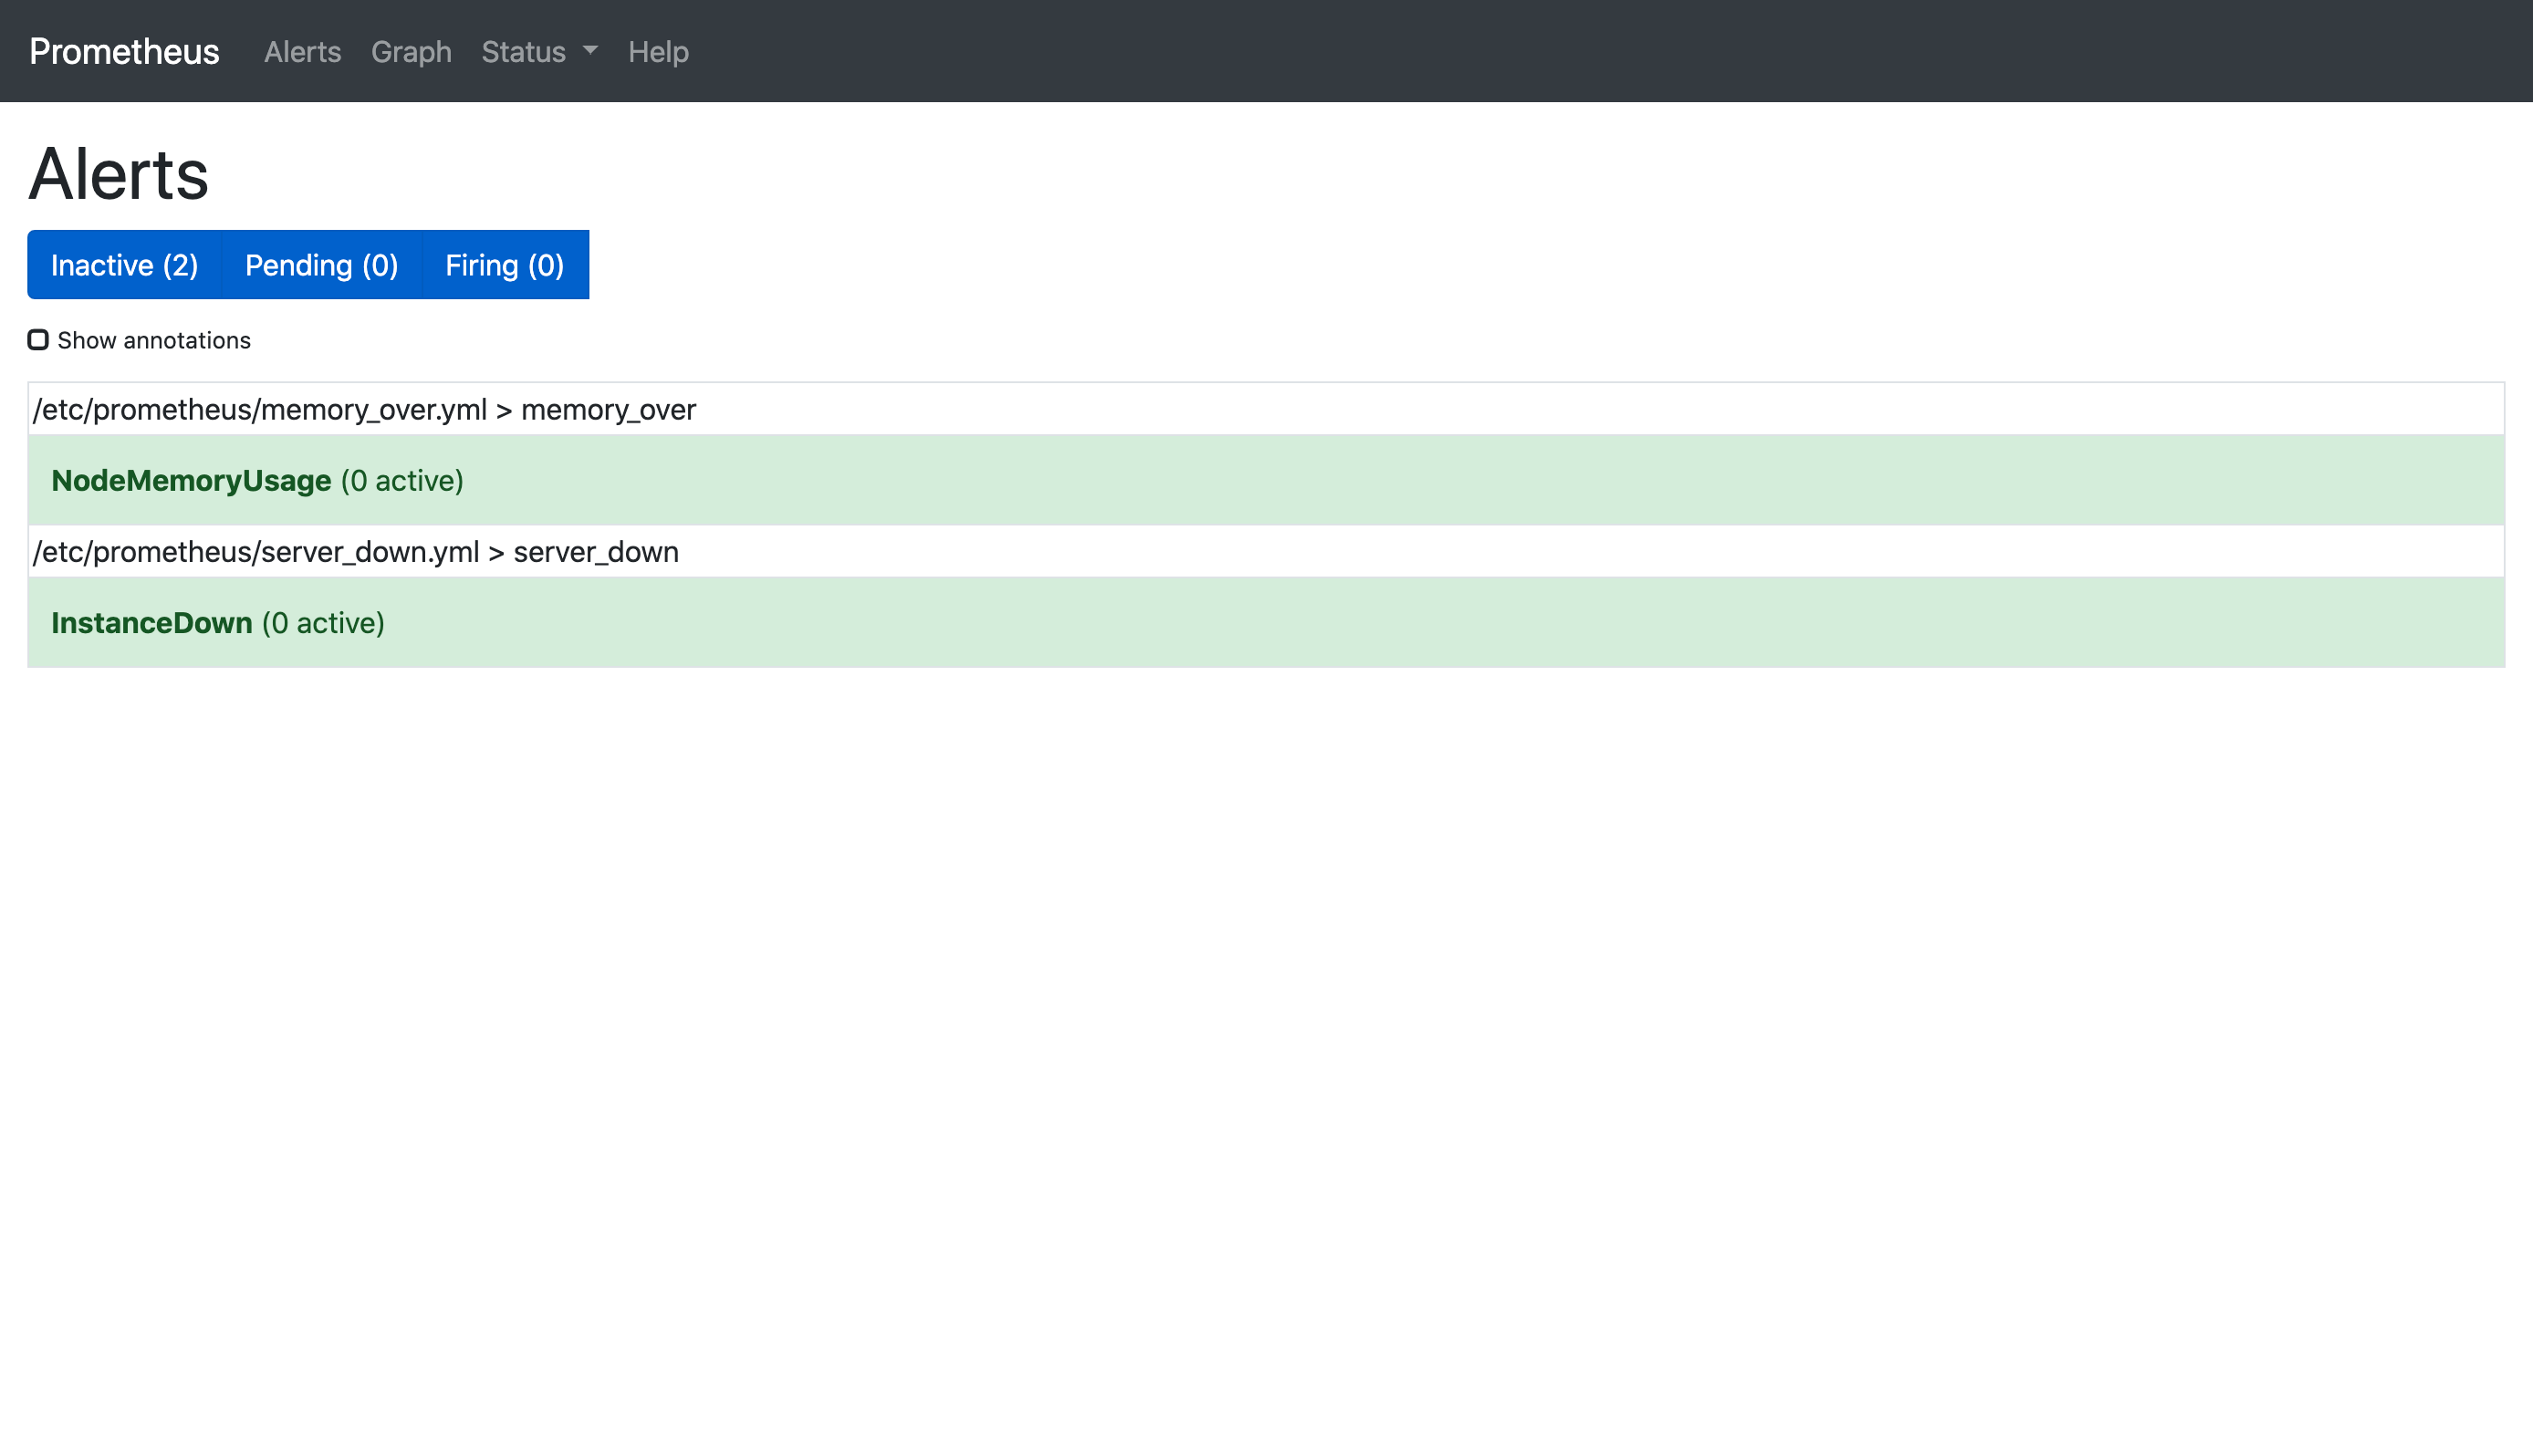 Prometheus Alerts Graph Status Help
Alerts
Inactive (2) Pending (0) Firing (0)
Show annotations
/etc/prometheus/memory_over.yml > memory_over
NodeMemoryUsage (0 active)
/etc/prometheus/server_down.yml > server_down
InstanceDown (0 active)